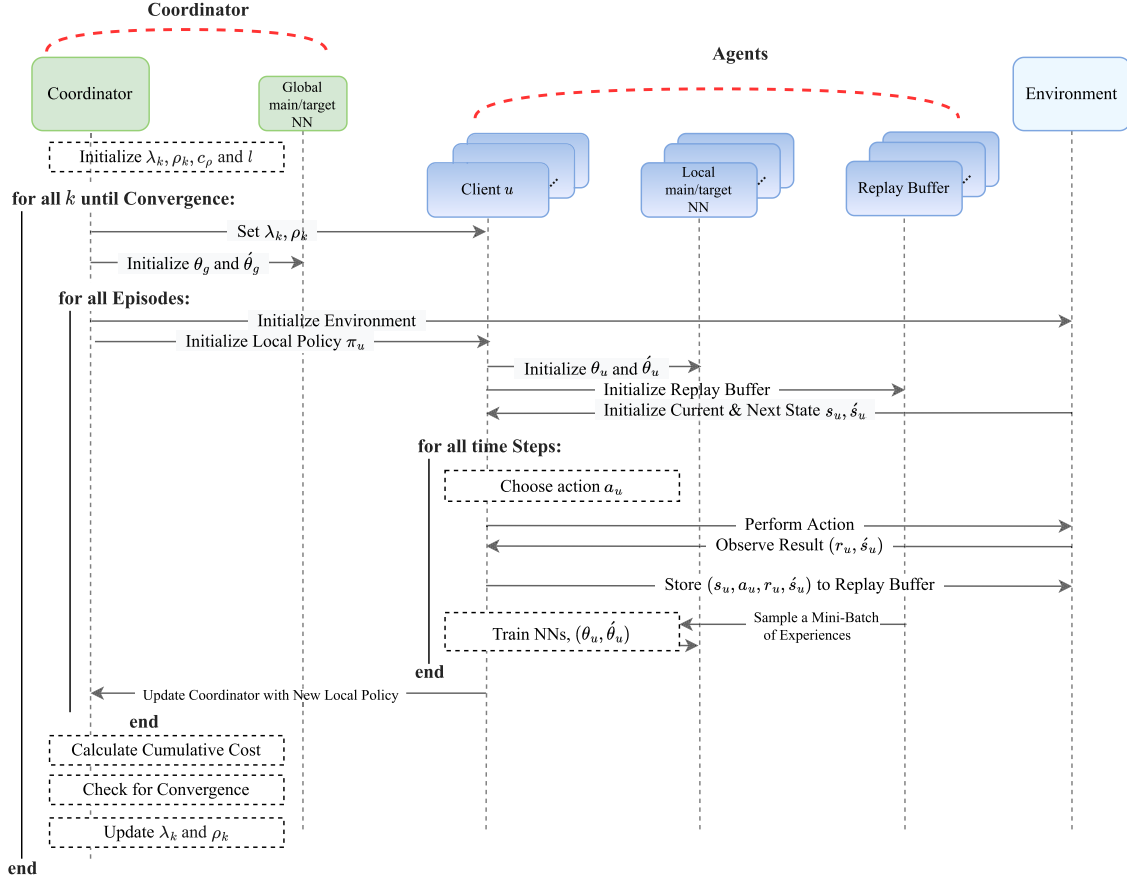 Coordinator
Agents
Coordinator
Global
main/target
NN
Environment
Client u
...
Local
main/target
NN
...
Replay Buffer
...
Initialize λ_k, ρ_k, c_ρ and l
for all k until Convergence:
Set λ_k, ρ_k
Initialize θ_g and θ́_g
for all Episodes:
Initialize Environment
Initialize Local Policy π_u
Initialize θ_u and θ́_u
Initialize Replay Buffer
Initialize Current & Next State s_u, ś_u
for all time Steps:
Choose action a_u
Perform Action
Observe Result (r_u, ś_u)
Store (s_u, a_u, r_u, ś_u) to Replay Buffer
Sample a Mini-Batch
of Experiences
Train NNs, (θ_u, θ́_u)
end
Update Coordinator with New Local Policy
end
Calculate Cumulative Cost
Check for Convergence
Update λ_k and ρ_k
end